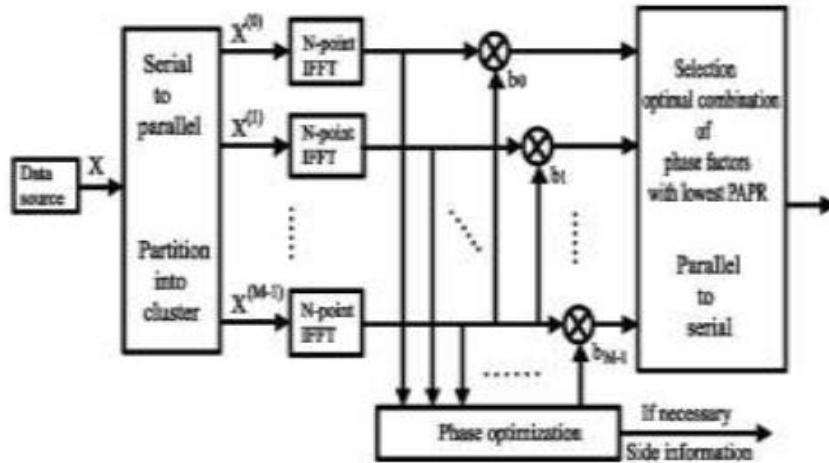 Data
source
X
Serial
to
parallel
Partition
into
cluster
X(0)
N-point
IFFT
b0
X(1)
N-point
IFFT
b1
X(M-1)
N-point
IFFT
bM-1
Selection
optimal combination
of
phase factors
with lowest PAPR
Parallel
to
serial
Phase optimization
If necessary
Side information